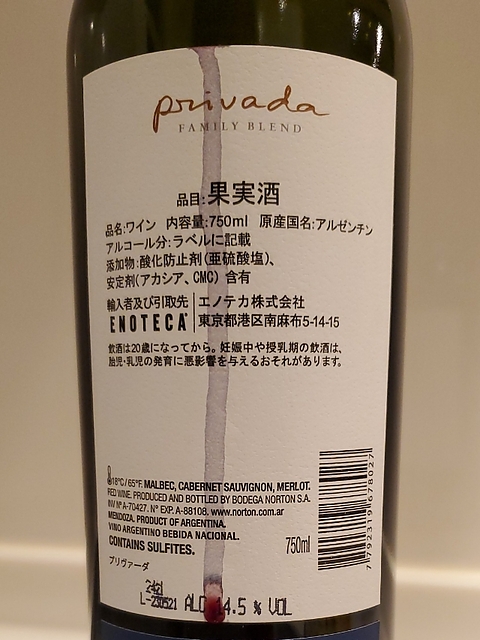 privada
FAMILY BLEND
品目:果実酒
品名:ワイン 内容量:750ml 原産国名:アルゼンチン
アルコール分:ラベルに記載
添加物:酸化防止剤(亜硫酸塩)、
安定剤(アカシア、CMC) 含有
輸入者及び引取先 エノテカ株式会社
ENOTECA 東京都港区南麻布5-14-15
飲酒は20歳になってから。妊娠中や授乳期の飲酒は、
胎児・乳児の発育に悪影響を与えるおそれがあります。
18°C/65°F. MALBEC, CABERNET SAUVIGNON, MERLOT.
RED WINE. PRODUCED AND BOTTLED BY BODEGA NORTON S.A.
INV Nº A-70427. Nº EXP. A-88108. www.norton.com.ar
MENDOZA. PRODUCT OF ARGENTINA.
VINO ARGENTINO BEBIDA NACIONAL.
CONTAINS SULFITES.
750ml
プリヴァーダ
7792319678027
L-230521 ALC 14.5 % VOL